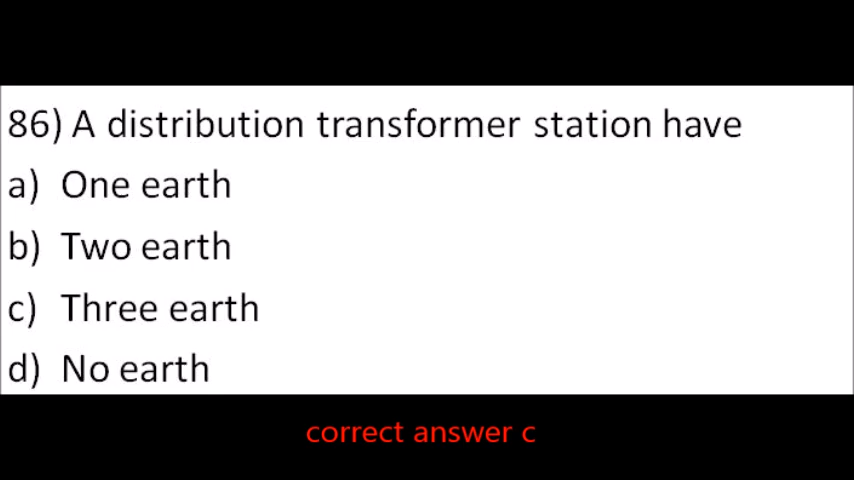 86) A distribution transformer station have
a) One earth
b) Two earth
c) Three earth
d) No earth
correct answer c